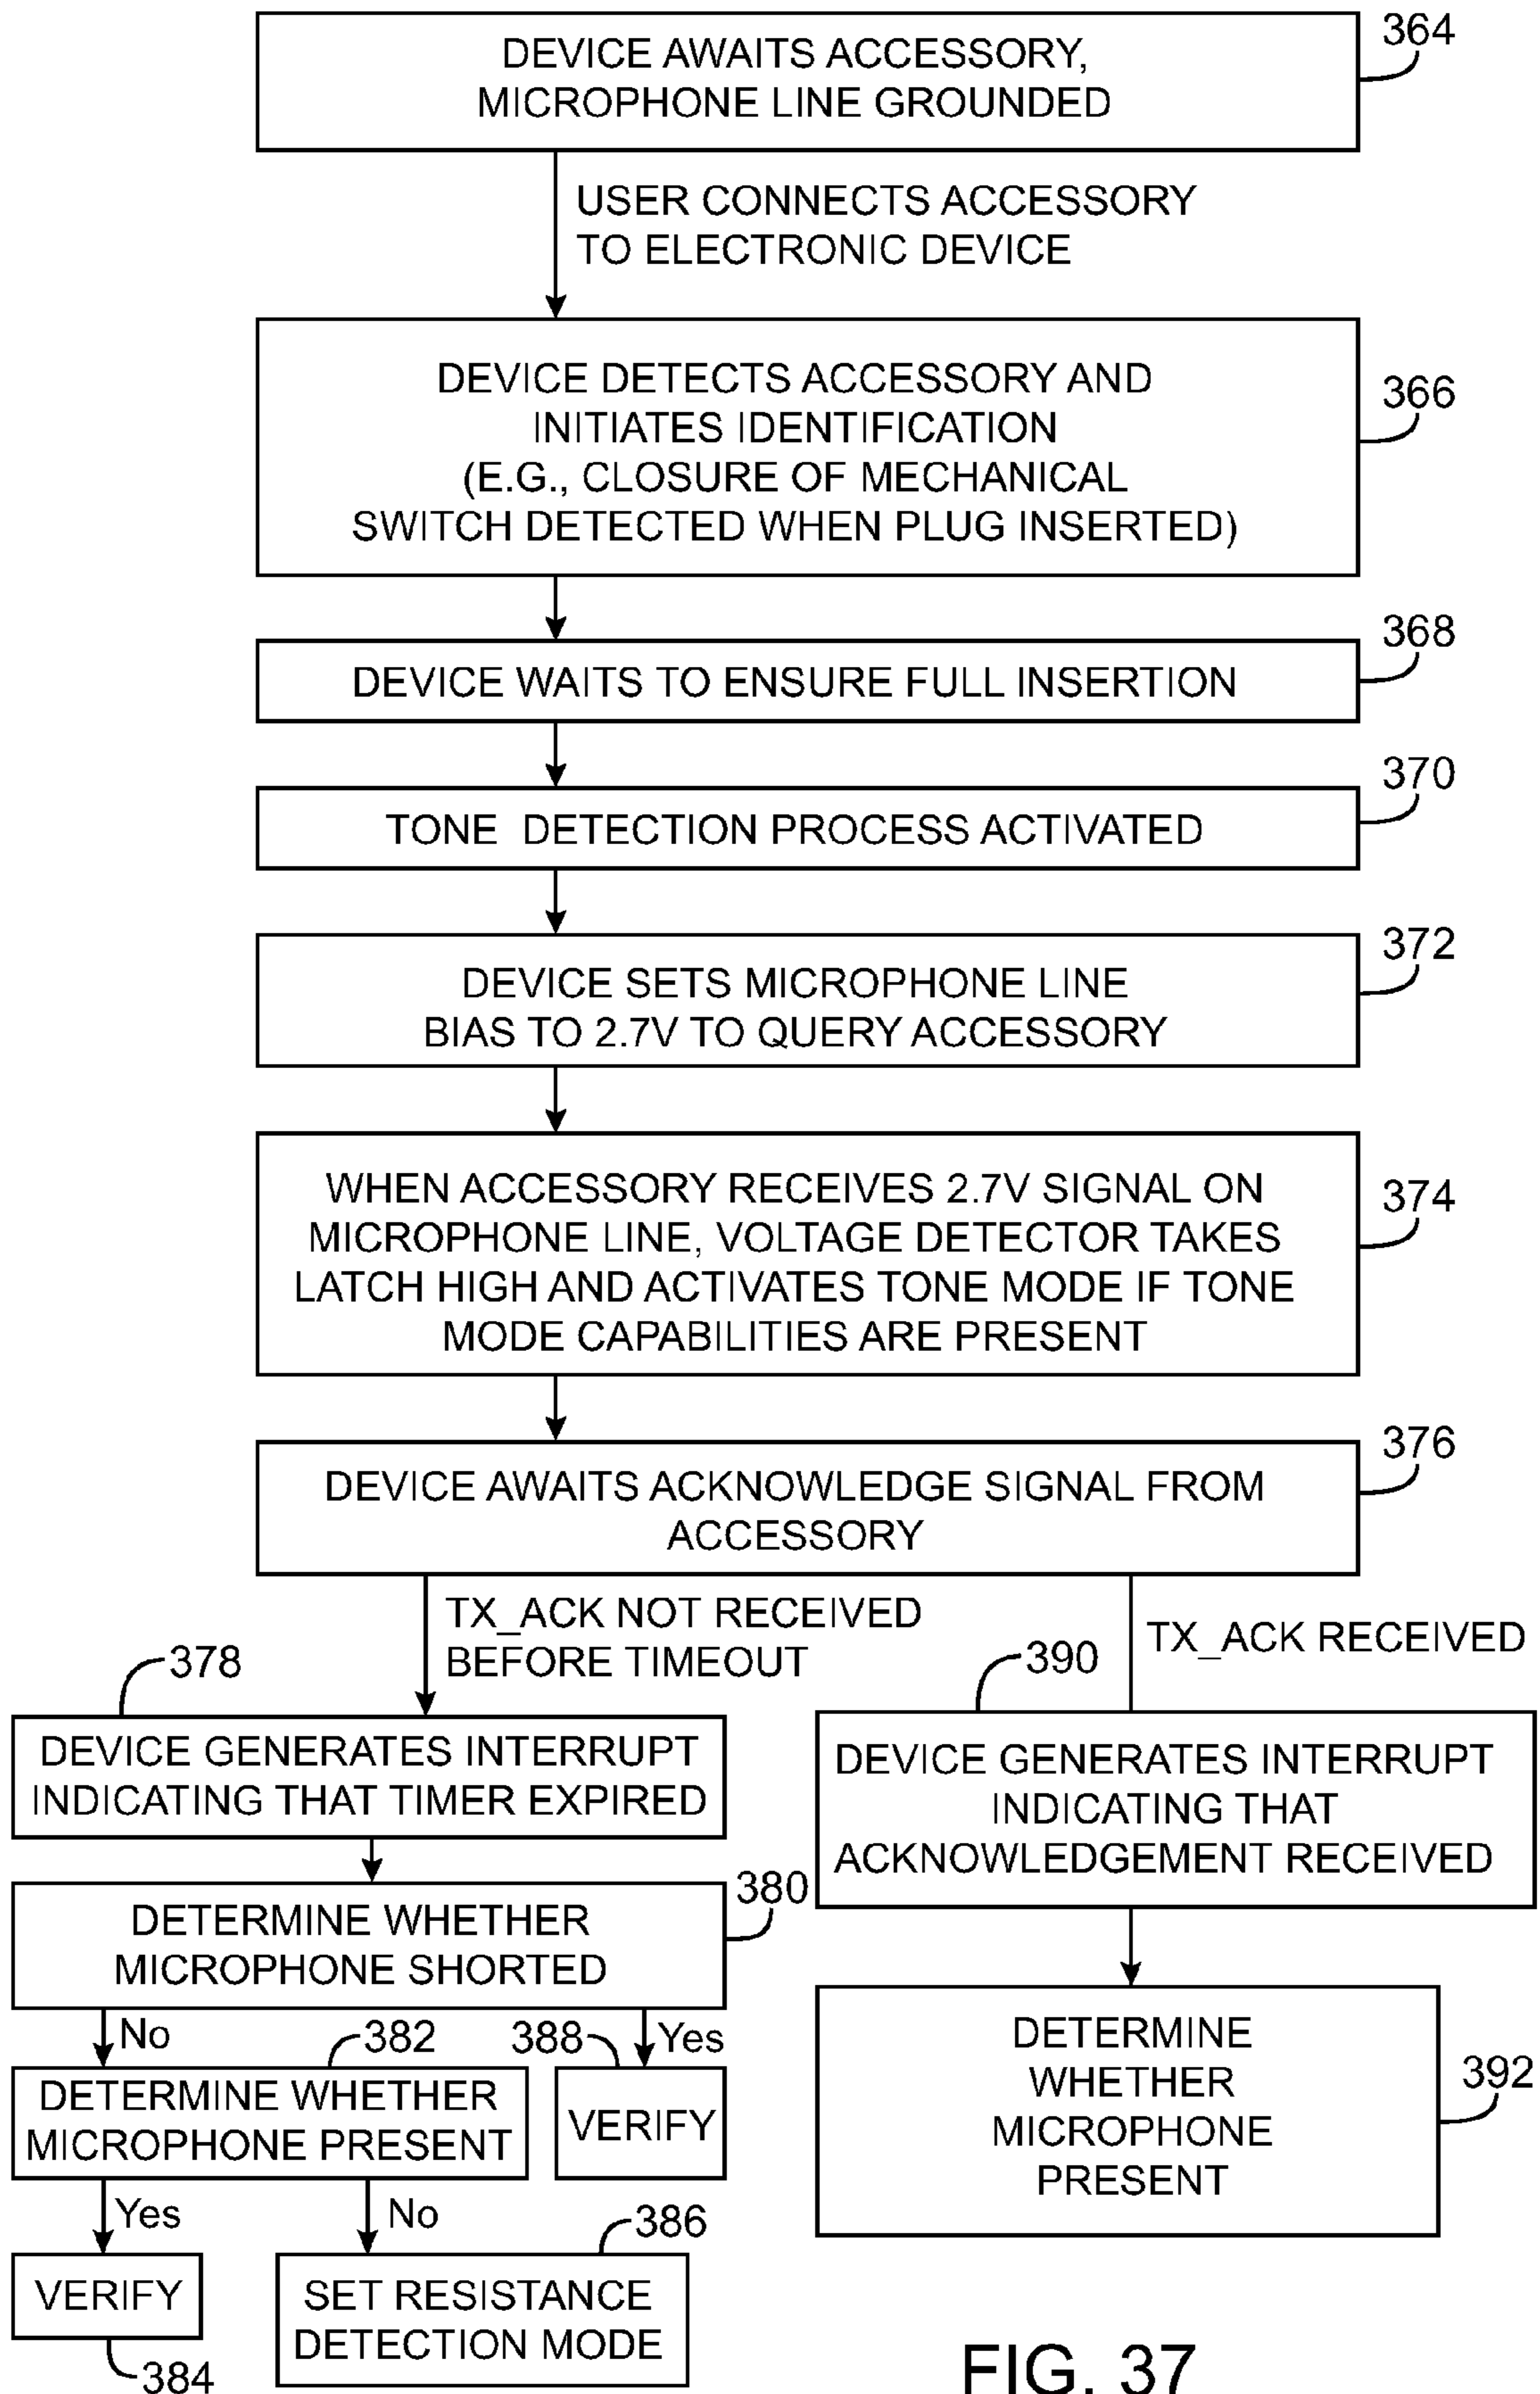 DEVICE AWAITS ACCESSORY,
MICROPHONE LINE GROUNDED
364
USER CONNECTS ACCESSORY
TO ELECTRONIC DEVICE
DEVICE DETECTS ACCESSORY AND
INITIATES IDENTIFICATION
(E.G., CLOSURE OF MECHANICAL
SWITCH DETECTED WHEN PLUG INSERTED)
366
DEVICE WAITS TO ENSURE FULL INSERTION
368
TONE DETECTION PROCESS ACTIVATED
370
DEVICE SETS MICROPHONE LINE
BIAS TO 2.7V TO QUERY ACCESSORY
372
WHEN ACCESSORY RECEIVES 2.7V SIGNAL ON
MICROPHONE LINE, VOLTAGE DETECTOR TAKES
LATCH HIGH AND ACTIVATES TONE MODE IF TONE
MODE CAPABILITIES ARE PRESENT
374
DEVICE AWAITS ACKNOWLEDGE SIGNAL FROM
ACCESSORY
376
TX_ACK NOT RECEIVED
BEFORE TIMEOUT
378
DEVICE GENERATES INTERRUPT
INDICATING THAT TIMER EXPIRED
DETERMINE WHETHER
MICROPHONE SHORTED
380
No
382
388
Yes
DETERMINE WHETHER
MICROPHONE PRESENT
VERIFY
Yes
No
386
VERIFY
384
SET RESISTANCE
DETECTION MODE
TX_ACK RECEIVED
390
DEVICE GENERATES INTERRUPT
INDICATING THAT
ACKNOWLEDGEMENT RECEIVED
DETERMINE
WHETHER
MICROPHONE
PRESENT
392
FIG. 37